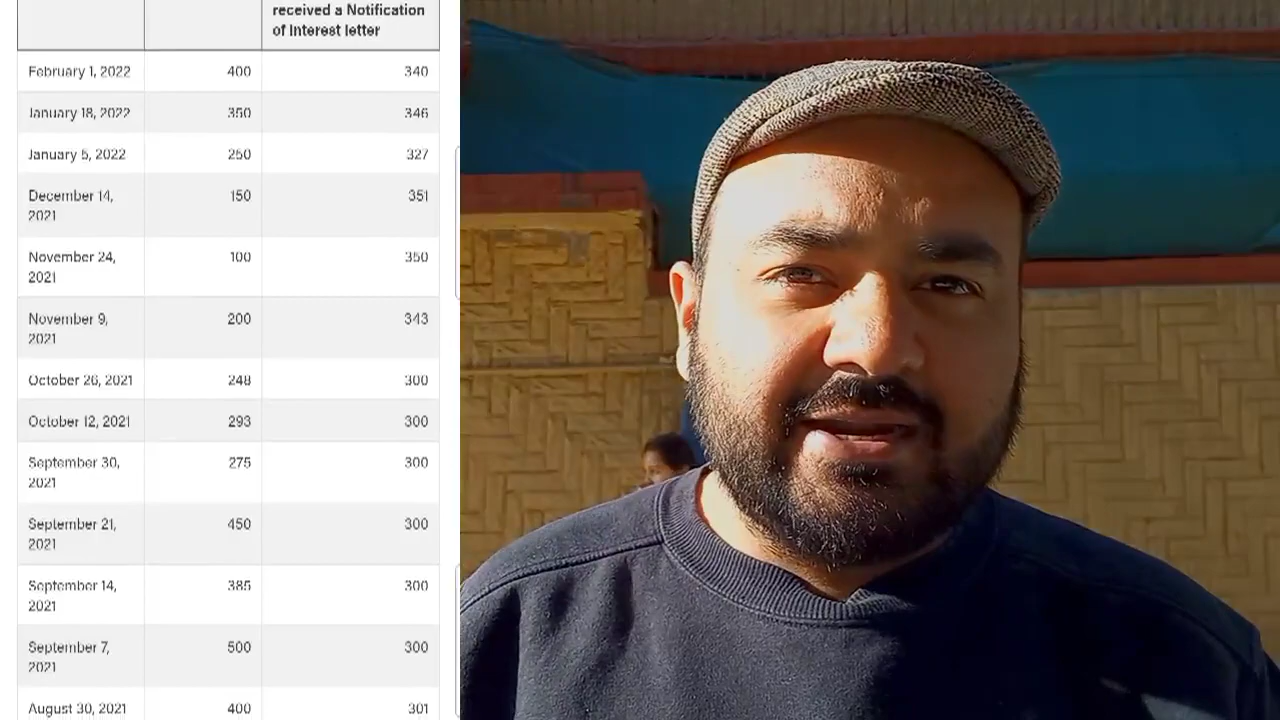 received a Notification
of Interest letter
February 1, 2022 400 340
January 18, 2022 350 346
January 5, 2022 250 327
December 14, 150 351
2021
November 24, 100 350
2021
November 9, 200 343
2021
October 26, 2021 248 300
October 12, 2021 293 300
September 30, 275 300
2021
September 21, 450 300
2021
September 14, 385 300
2021
September 7, 500 300
2021
August 30, 2021 400 301